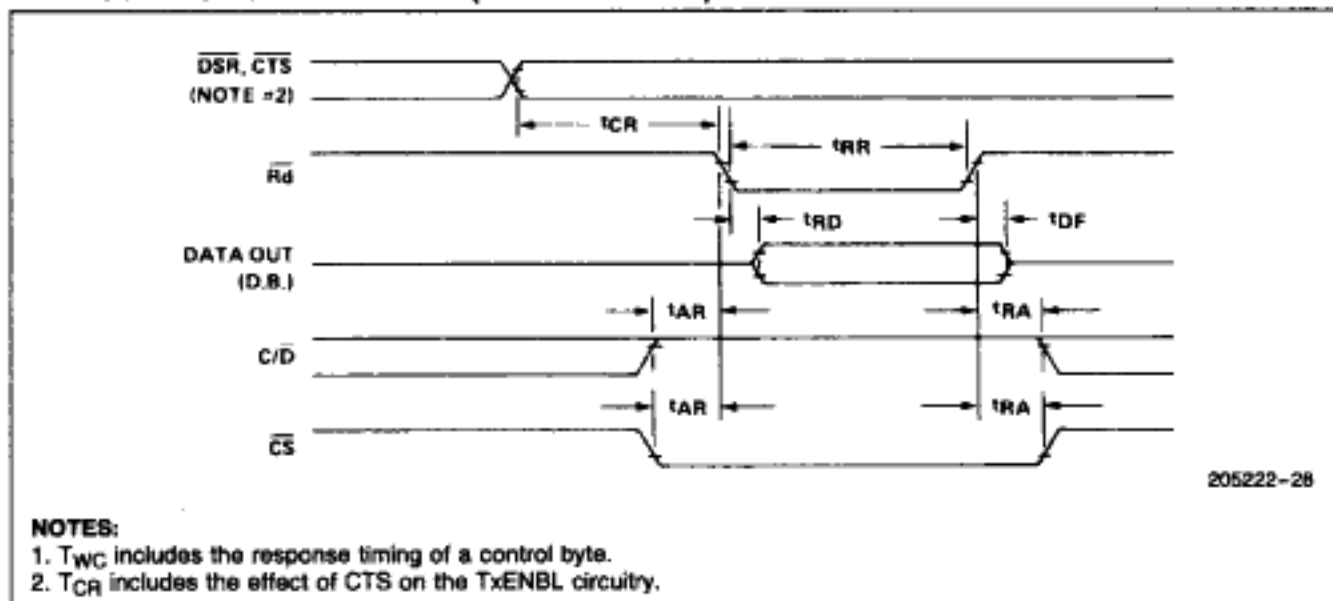 DSR, CTS
(NOTE =2)
tCR
tRR
Rd
tRD
tDF
DATA OUT
(D.B.)
tAR
tRA
C/D
tAR
tRA
CS
205222-28
NOTES:
1. TWC includes the response timing of a control byte.
2. TCR includes the effect of CTS on the TxENBL circuitry.